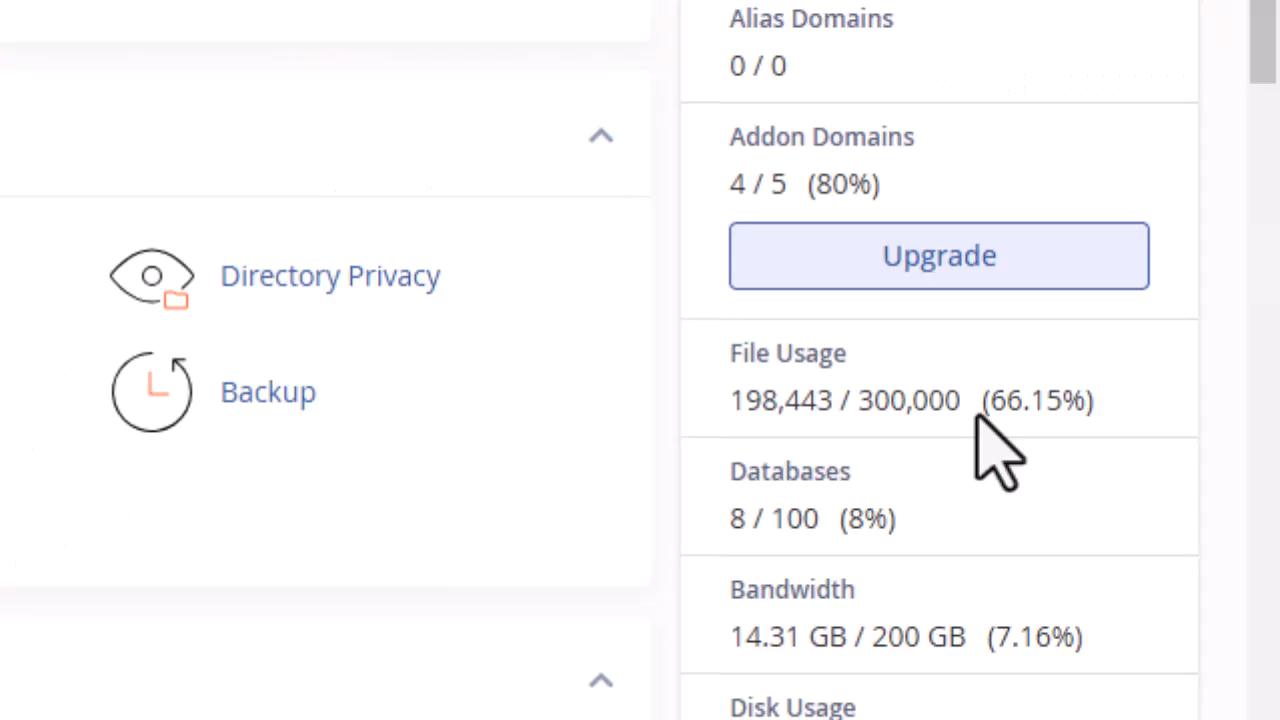 Directory Privacy
Backup
Alias Domains
0 / 0
Addon Domains
4 / 5 (80%)
Upgrade
File Usage
198,443 / 300,000 (66.15%)
Databases
8 / 100 (8%)
Bandwidth
14.31 GB / 200 GB (7.16%)
Disk Usage